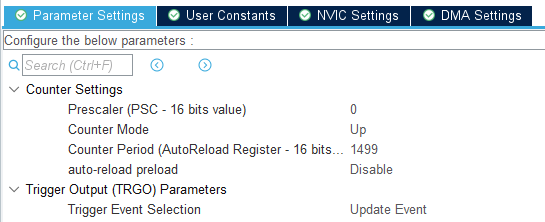 Parameter Settings User Constants NVIC Settings DMA Settings
Configure the below parameters :
Search (Ctrl+F)
Counter Settings
Prescaler (PSC - 16 bits value) 0
Counter Mode Up
Counter Period (AutoReload Register - 16 bits... 1499
auto-reload preload Disable
Trigger Output (TRGO) Parameters
Trigger Event Selection Update Event